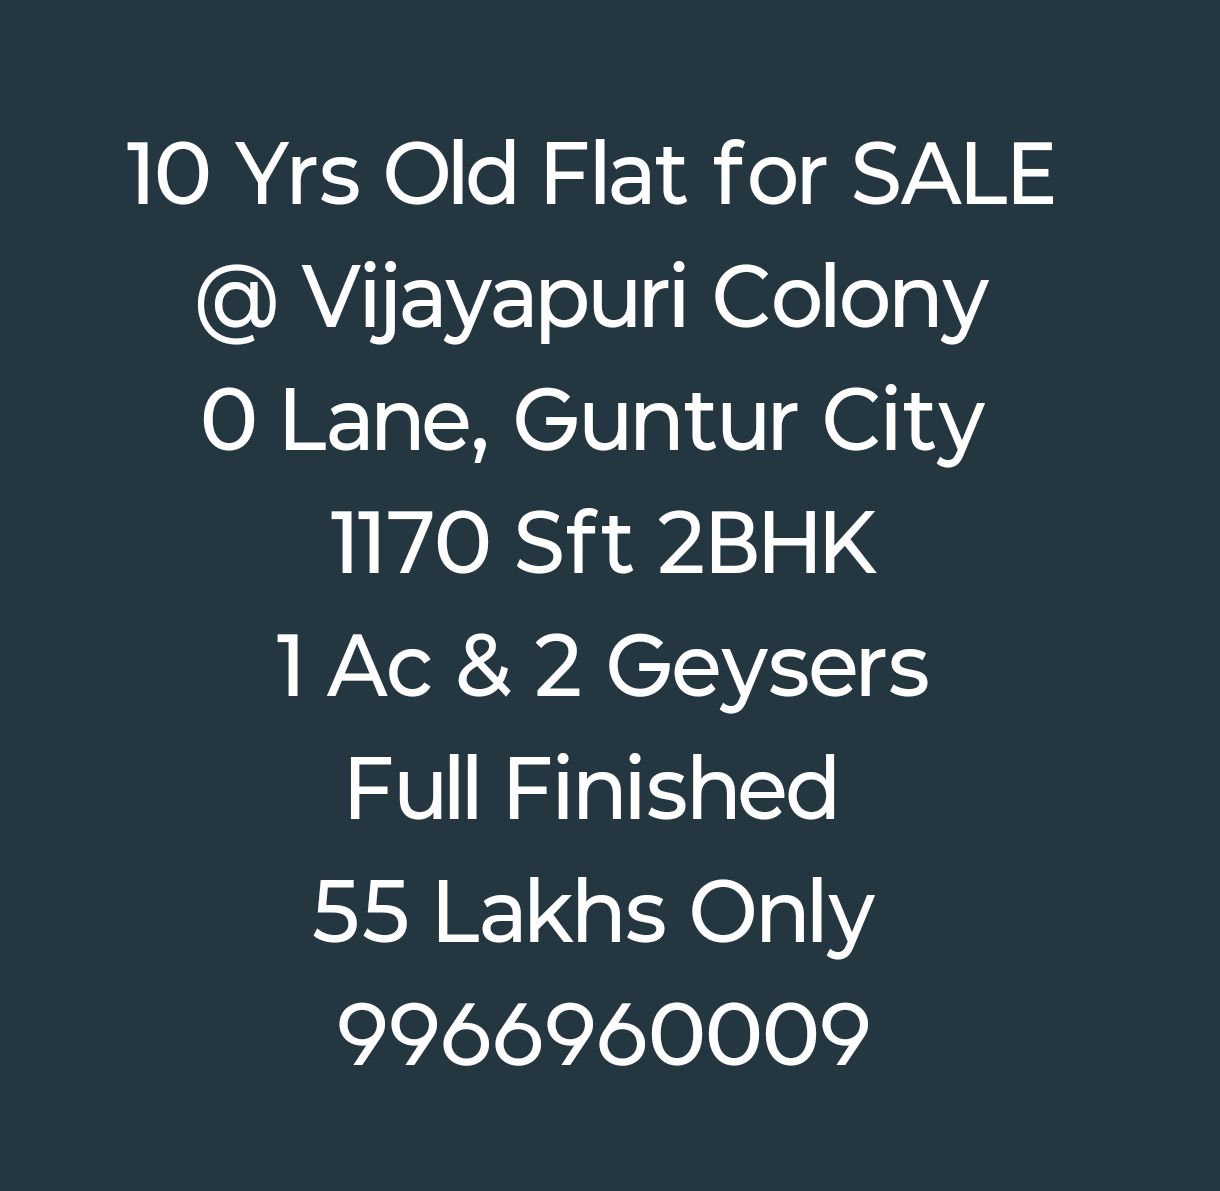 10 Yrs Old Flat for SALE
@ Vijayapuri Colony
0 Lane, Guntur City
1170 Sft 2BHK
1 Ac & 2 Geysers
Full Finished
55 Lakhs Only
9966960009